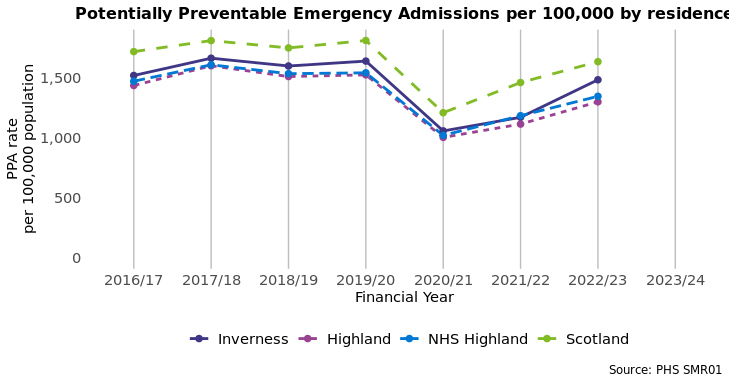 Potentially Preventable Emergency Admissions per 100,000 by residence
PPA rate
per 100,000 population
1,500
1,000
500
0
2016/17 2017/18 2018/19 2019/20 2020/21 2021/22 2022/23 2023/24
Financial Year
Inverness Highland NHS Highland Scotland
Source: PHS SMR01